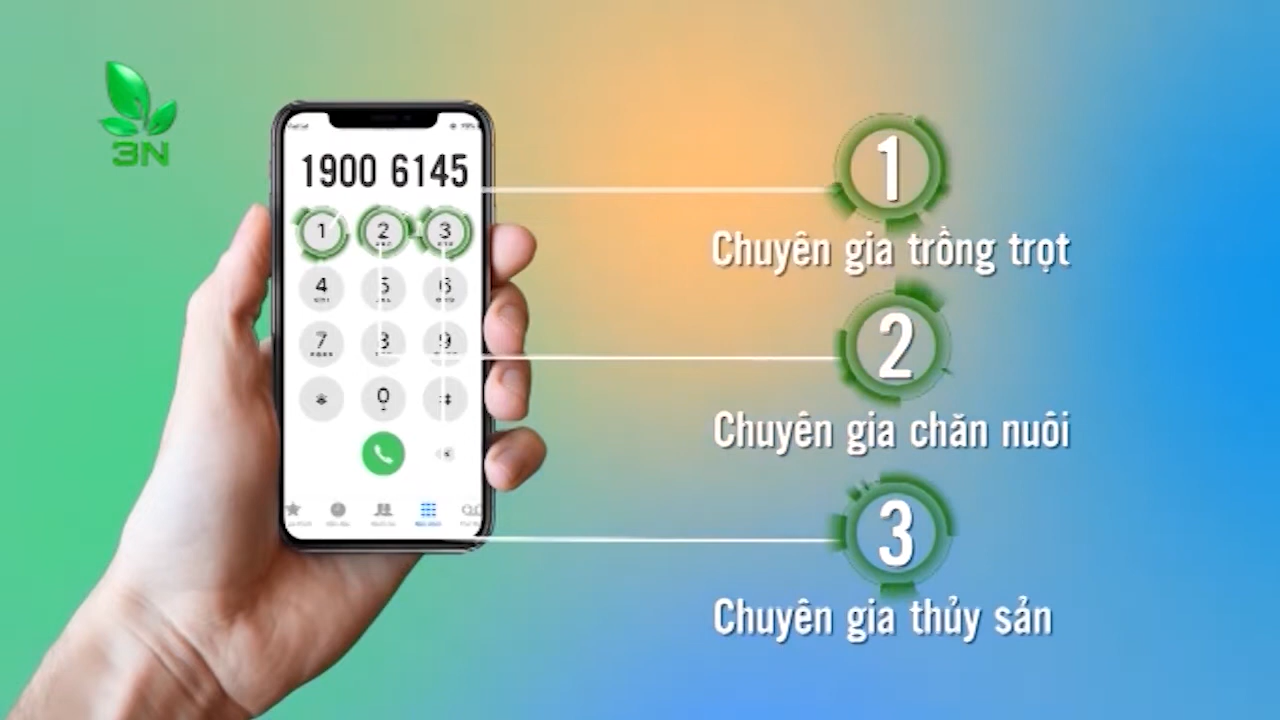 3N
1900 6145
1 2 3
4 5 6
7 8 9
0
1
Chuyên gia trồng trọt
2
Chuyên gia chăn nuôi
3
Chuyên gia thủy sản